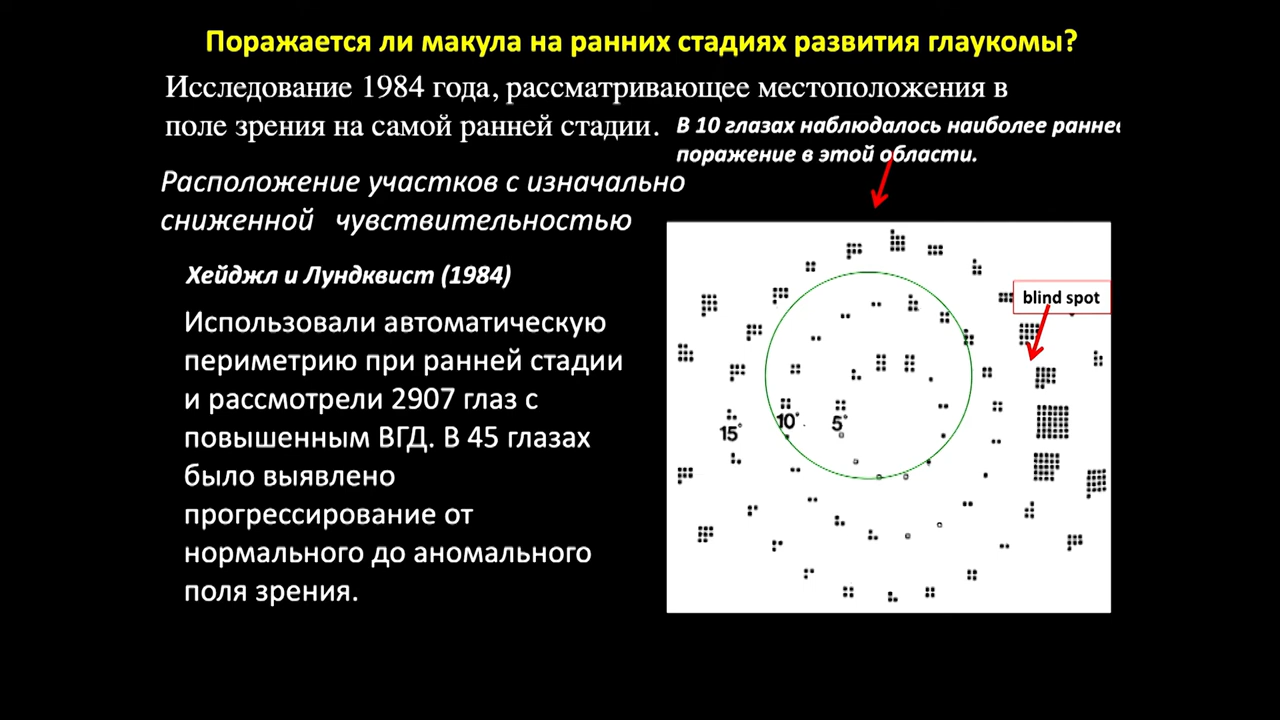 Поражается ли макула на ранних стадиях развития глаукомы?
Исследование 1984 года, рассматривающее местоположения в
поле зрения на самой ранней стадии.
В 10 глазах наблюдалось наиболее раннее
поражение в этой области.
Расположение участков с изначально
сниженной чувствительностью
Хейджл и Лундквист (1984)
Использовали автоматическую
периметрию при ранней стадии
и рассмотрели 2907 глаз с
повышенным ВГД. В 45 глазах
было выявлено
прогрессирование от
нормального до аномального
поля зрения.
blind spot
15° 10° 5°